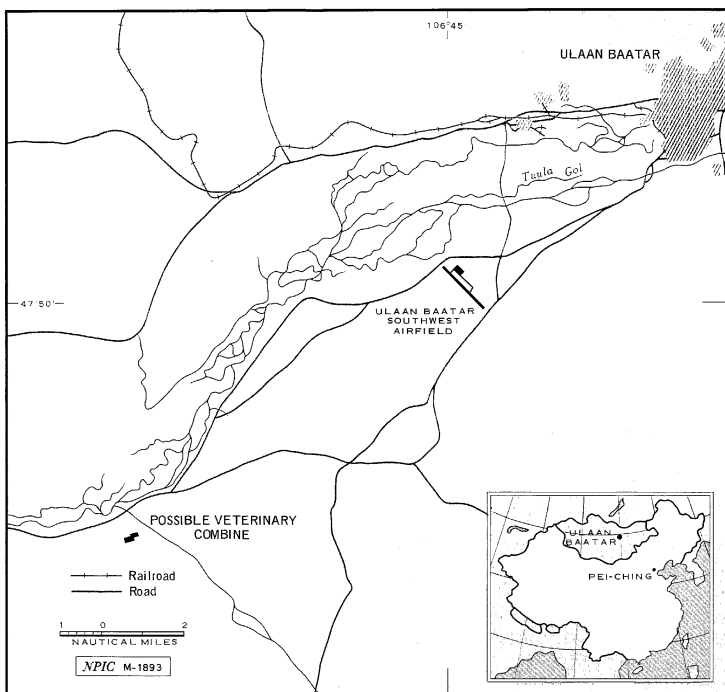 106°45'
ULAAN BAATAR
Tuula Gol
47°50'
ULAAN BAATAR
SOUTHWEST
AIRFIELD
POSSIBLE VETERINARY
COMBINE
Railroad
Road
1 0 2
NAUTICAL MILES
NPIC M-1893
ULAAN
BAATAR
PEI-CHING